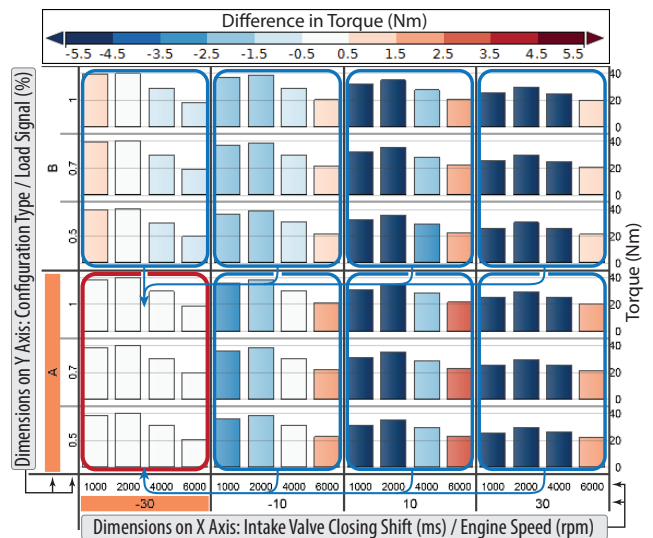 Difference in Torque (Nm)
-5.5 -4.5 -3.5 -2.5 -1.5 -0.5 0.5 1.5 2.5 3.5 4.5 5.5
Dimensions on Y Axis: Configuration Type / Load Signal (%)
B
1
0.7
0.5
A
1
0.7
0.5
40
20
0
40
20
0
40
20
0
40
20
0
40
20
0
40
20
0
Torque (Nm)
1000 2000 4000 6000 1000 2000 4000 6000 1000 2000 4000 6000 1000 2000 4000 6000
-30 -10 10 30
Dimensions on X Axis: Intake Valve Closing Shift (ms) / Engine Speed (rpm)